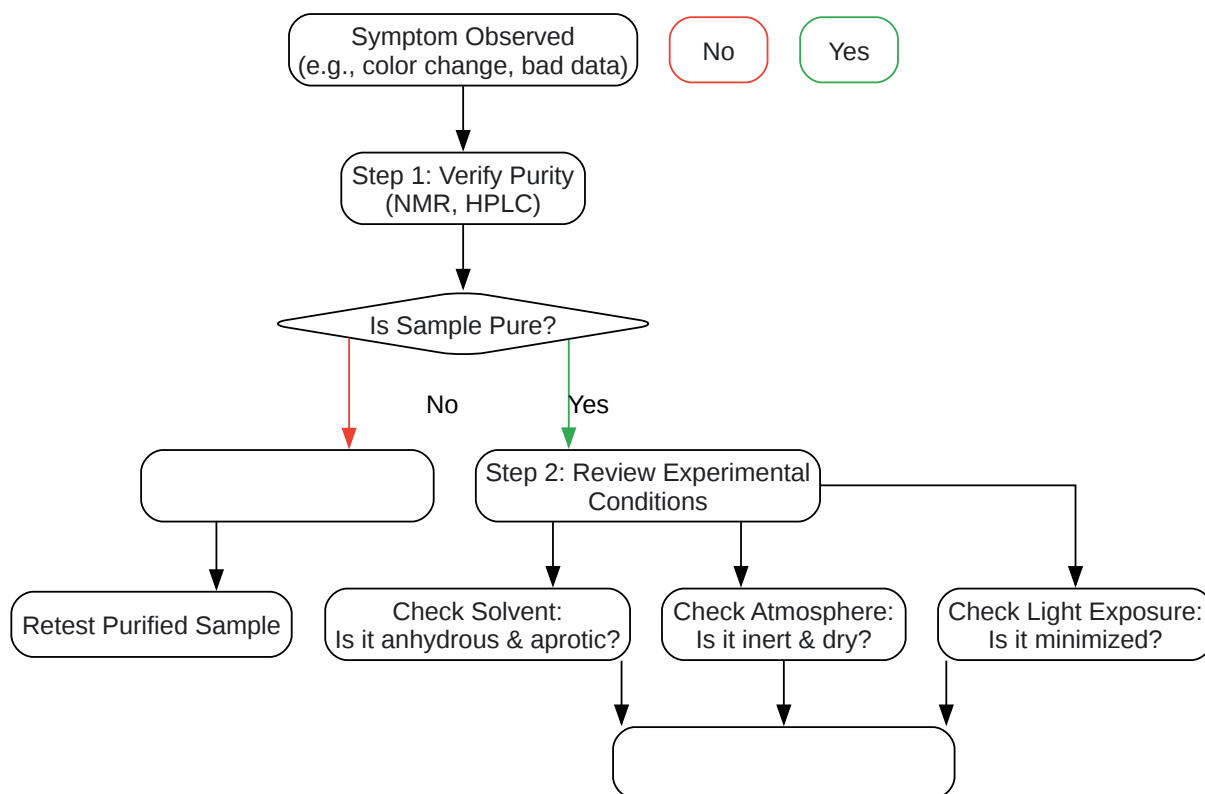 Symptom Observed
(e.g., color change, bad data)
No
Yes
Step 1: Verify Purity
(NMR, HPLC)
Is Sample Pure?
No
Yes
Step 2: Review Experimental
Conditions
Retest Purified Sample
Check Solvent:
Is it anhydrous & aprotic?
Check Atmosphere:
Is it inert & dry?
Check Light Exposure:
Is it minimized?